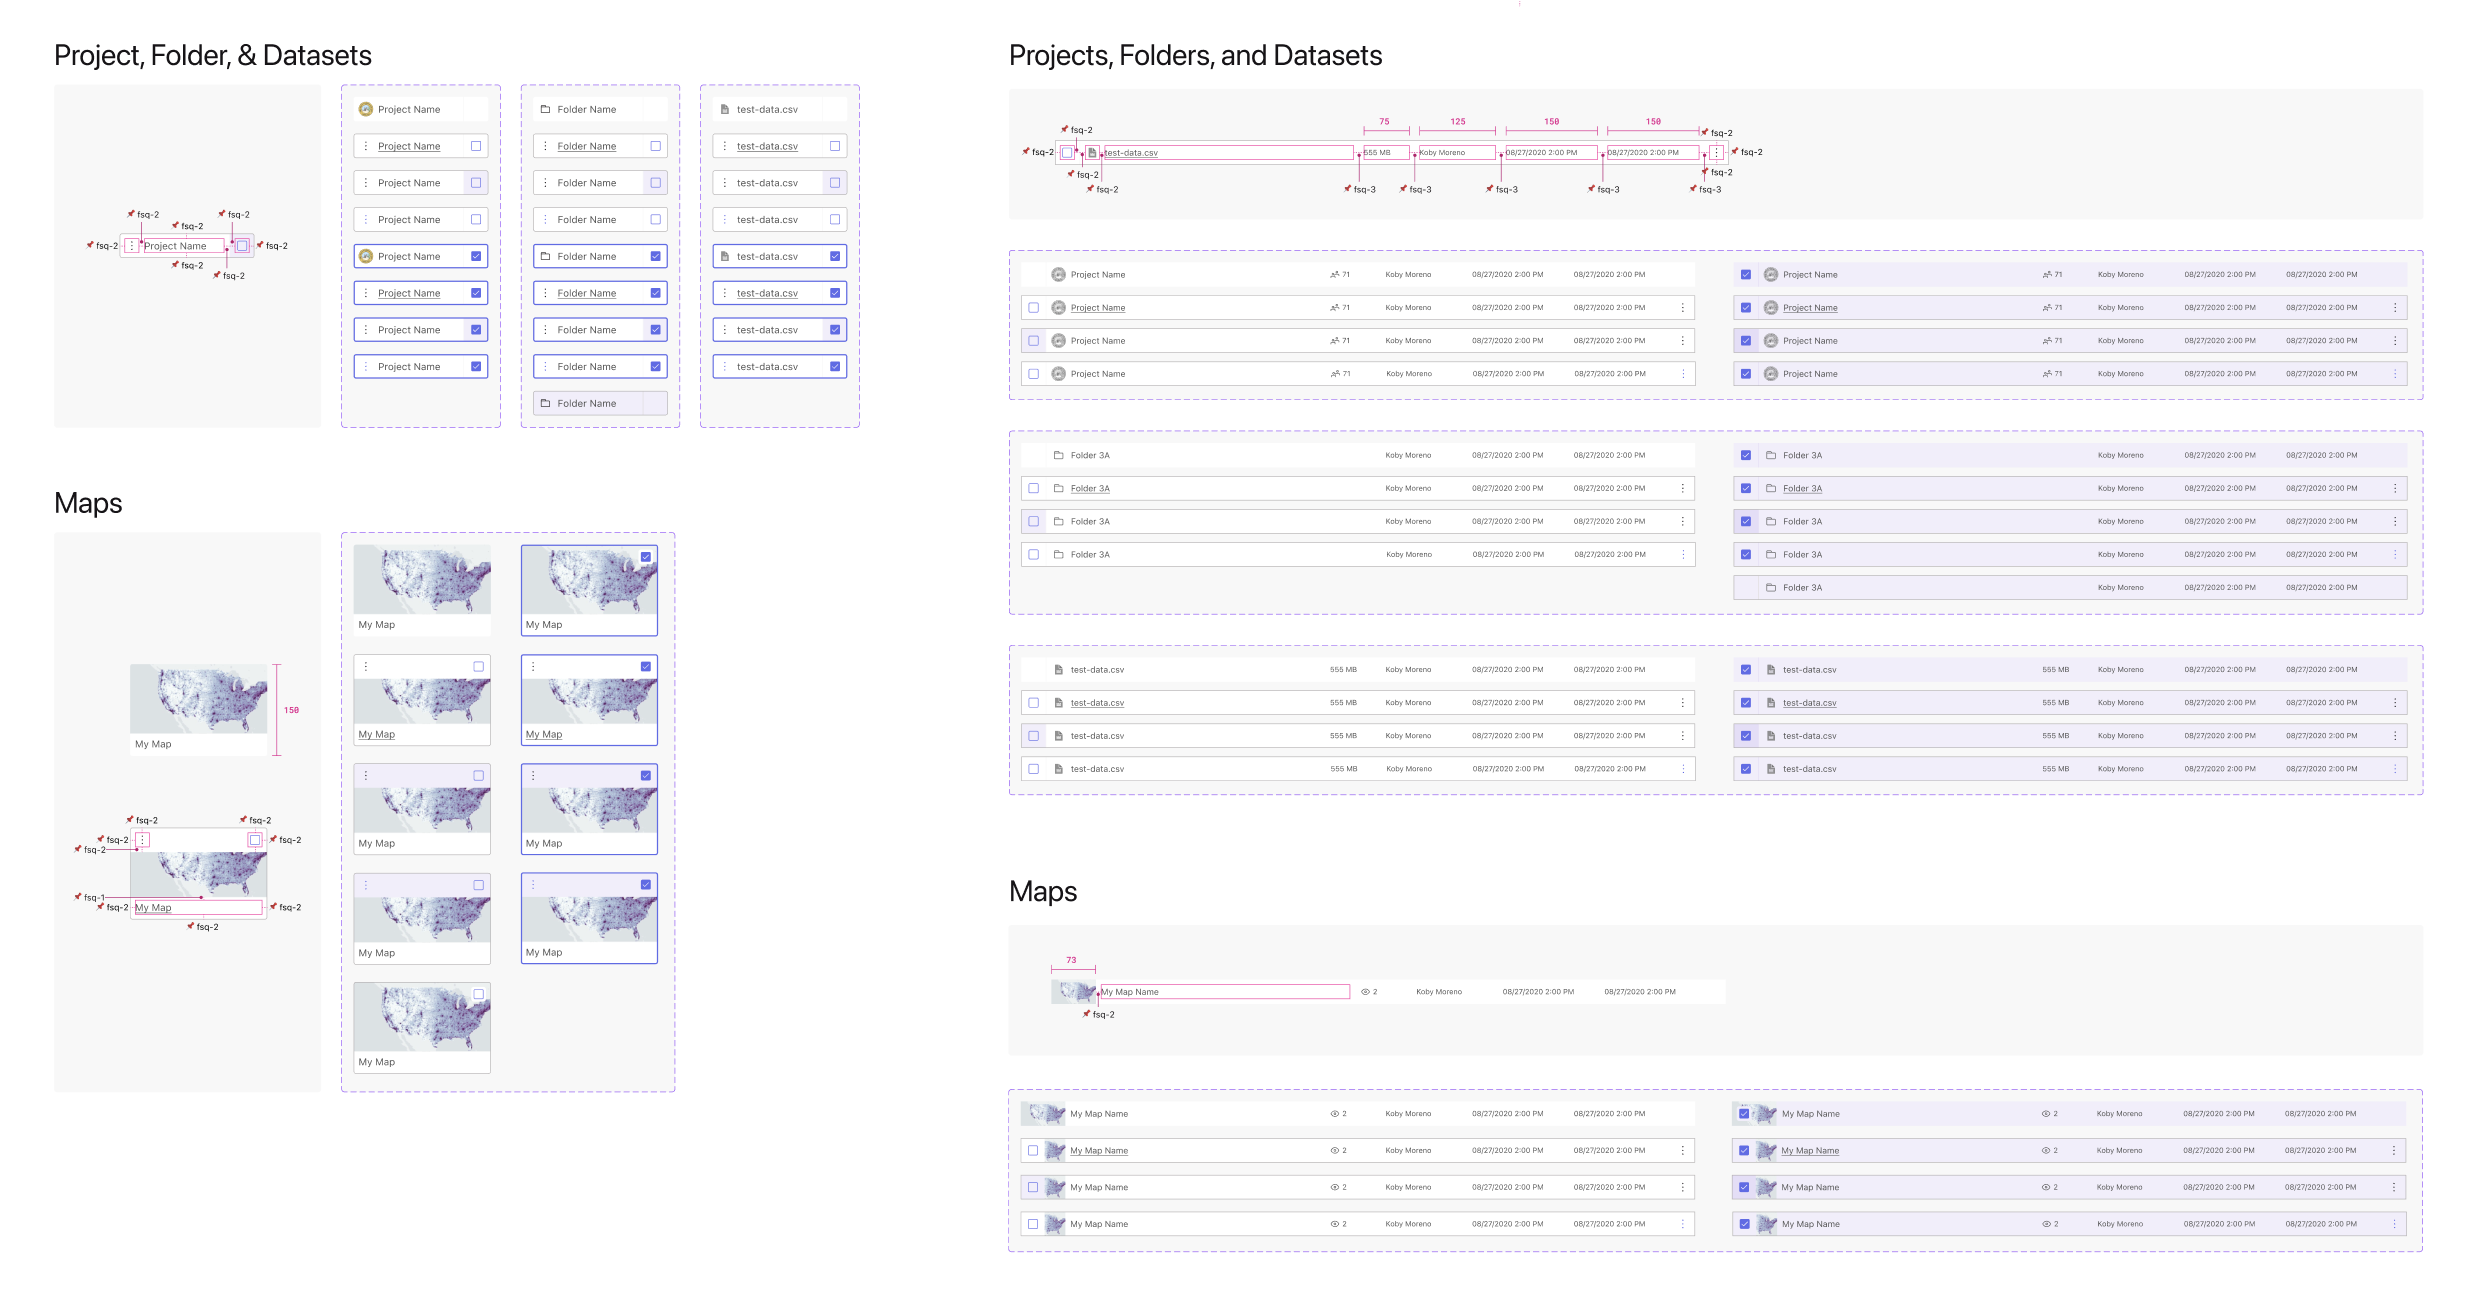 Project, Folder, & Datasets
fsq-2
fsq-2
fsq-2
fsq-2
Project Name
fsq-2
fsq-2
fsq-2
Project Name
Project Name
Project Name
Project Name
Project Name
Project Name
Project Name
Project Name
Folder Name
Folder Name
Folder Name
Folder Name
Folder Name
Folder Name
Folder Name
Folder Name
Folder Name
test-data.csv
test-data.csv
test-data.csv
test-data.csv
test-data.csv
test-data.csv
test-data.csv
test-data.csv
Maps
150
My Map
fsq-2
fsq-2
fsq-2
fsq-2
fsq-2
fsq-1
fsq-2
My Map
fsq-2
fsq-2
My Map
My Map
My Map
My Map
My Map
My Map
My Map
My Map
My Map
Projects, Folders, and Datasets
75
125
150
150
fsq-2
fsq-2
fsq-2
test-data.csv
555 MB
Koby Moreno
08/27/2020 2:00 PM
08/27/2020 2:00 PM
fsq-2
fsq-2
fsq-2
fsq-2
fsq-3
fsq-3
fsq-3
fsq-3
fsq-3
Project Name 71 Koby Moreno 08/27/2020 2:00 PM 08/27/2020 2:00 PM
Project Name 71 Koby Moreno 08/27/2020 2:00 PM 08/27/2020 2:00 PM
Project Name 71 Koby Moreno 08/27/2020 2:00 PM 08/27/2020 2:00 PM
Project Name 71 Koby Moreno 08/27/2020 2:00 PM 08/27/2020 2:00 PM
Project Name 71 Koby Moreno 08/27/2020 2:00 PM 08/27/2020 2:00 PM
Project Name 71 Koby Moreno 08/27/2020 2:00 PM 08/27/2020 2:00 PM
Project Name 71 Koby Moreno 08/27/2020 2:00 PM 08/27/2020 2:00 PM
Project Name 71 Koby Moreno 08/27/2020 2:00 PM 08/27/2020 2:00 PM
Folder 3A Koby Moreno 08/27/2020 2:00 PM 08/27/2020 2:00 PM
Folder 3A Koby Moreno 08/27/2020 2:00 PM 08/27/2020 2:00 PM
Folder 3A Koby Moreno 08/27/2020 2:00 PM 08/27/2020 2:00 PM
Folder 3A Koby Moreno 08/27/2020 2:00 PM 08/27/2020 2:00 PM
Folder 3A Koby Moreno 08/27/2020 2:00 PM 08/27/2020 2:00 PM
Folder 3A Koby Moreno 08/27/2020 2:00 PM 08/27/2020 2:00 PM
Folder 3A Koby Moreno 08/27/2020 2:00 PM 08/27/2020 2:00 PM
Folder 3A Koby Moreno 08/27/2020 2:00 PM 08/27/2020 2:00 PM
Folder 3A Koby Moreno 08/27/2020 2:00 PM 08/27/2020 2:00 PM
test-data.csv 555 MB Koby Moreno 08/27/2020 2:00 PM 08/27/2020 2:00 PM
test-data.csv 555 MB Koby Moreno 08/27/2020 2:00 PM 08/27/2020 2:00 PM
test-data.csv 555 MB Koby Moreno 08/27/2020 2:00 PM 08/27/2020 2:00 PM
test-data.csv 555 MB Koby Moreno 08/27/2020 2:00 PM 08/27/2020 2:00 PM
test-data.csv 555 MB Koby Moreno 08/27/2020 2:00 PM 08/27/2020 2:00 PM
test-data.csv 555 MB Koby Moreno 08/27/2020 2:00 PM 08/27/2020 2:00 PM
test-data.csv 555 MB Koby Moreno 08/27/2020 2:00 PM 08/27/2020 2:00 PM
test-data.csv 555 MB Koby Moreno 08/27/2020 2:00 PM 08/27/2020 2:00 PM
Maps
73
My Map Name 2 Koby Moreno 08/27/2020 2:00 PM 08/27/2020 2:00 PM
fsq-2
My Map Name 2 Koby Moreno 08/27/2020 2:00 PM 08/27/2020 2:00 PM
My Map Name 2 Koby Moreno 08/27/2020 2:00 PM 08/27/2020 2:00 PM
My Map Name 2 Koby Moreno 08/27/2020 2:00 PM 08/27/2020 2:00 PM
My Map Name 2 Koby Moreno 08/27/2020 2:00 PM 08/27/2020 2:00 PM
My Map Name 2 Koby Moreno 08/27/2020 2:00 PM 08/27/2020 2:00 PM
My Map Name 2 Koby Moreno 08/27/2020 2:00 PM 08/27/2020 2:00 PM
My Map Name 2 Koby Moreno 08/27/2020 2:00 PM 08/27/2020 2:00 PM
My Map Name 2 Koby Moreno 08/27/2020 2:00 PM 08/27/2020 2:00 PM